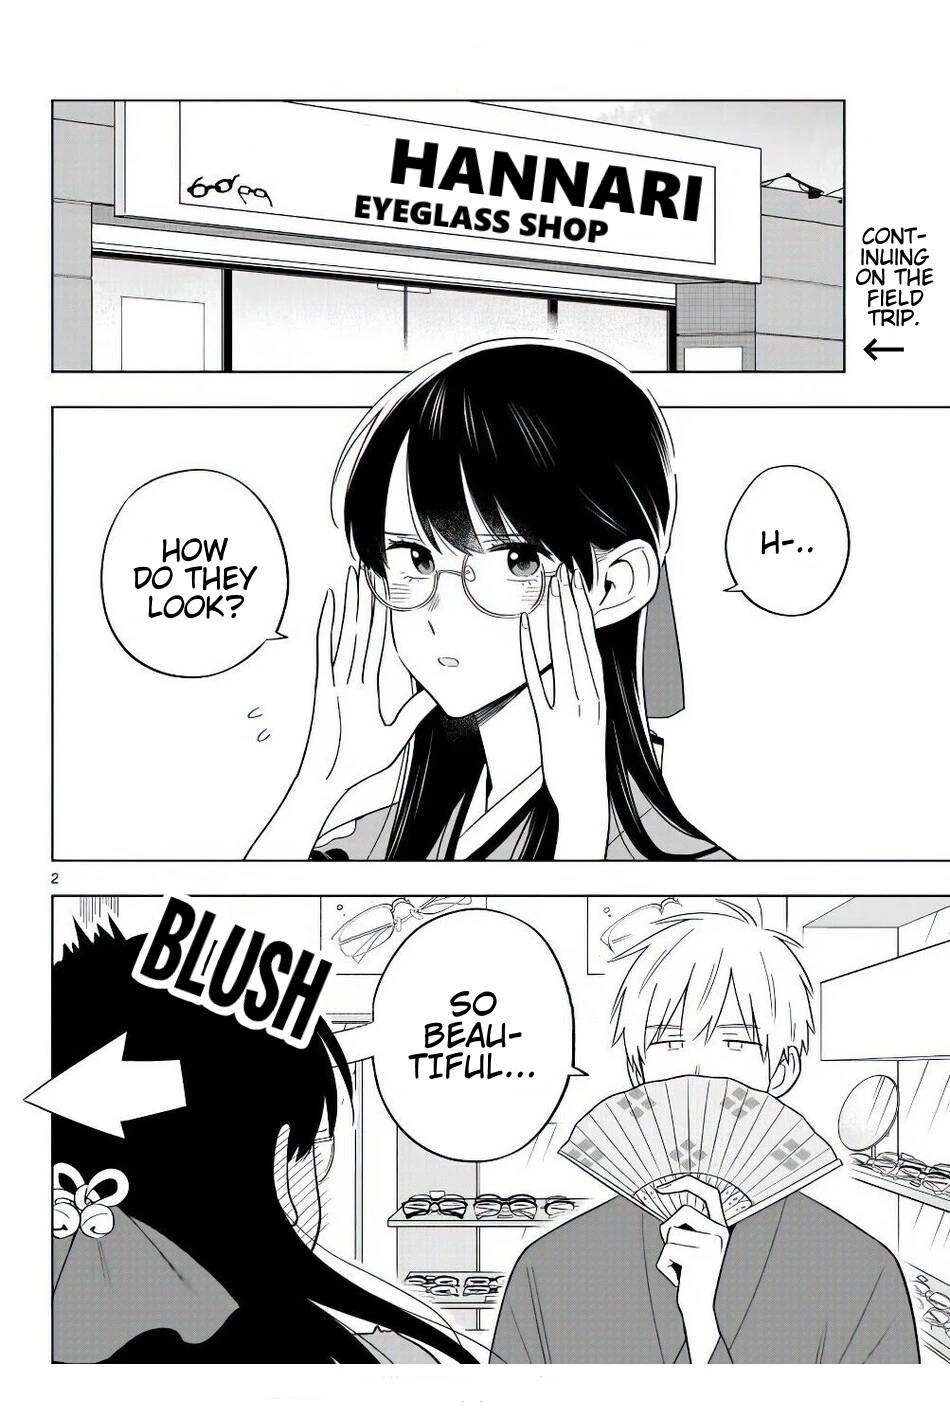 HANNARI
EYEGLASS SHOP
CONT-
INUING
ON THE
FIELD
TRIP.
←
H-..
HOW
DO THEY
LOOK?
2
BLUSH
SO
BEAU-
TIFUL...